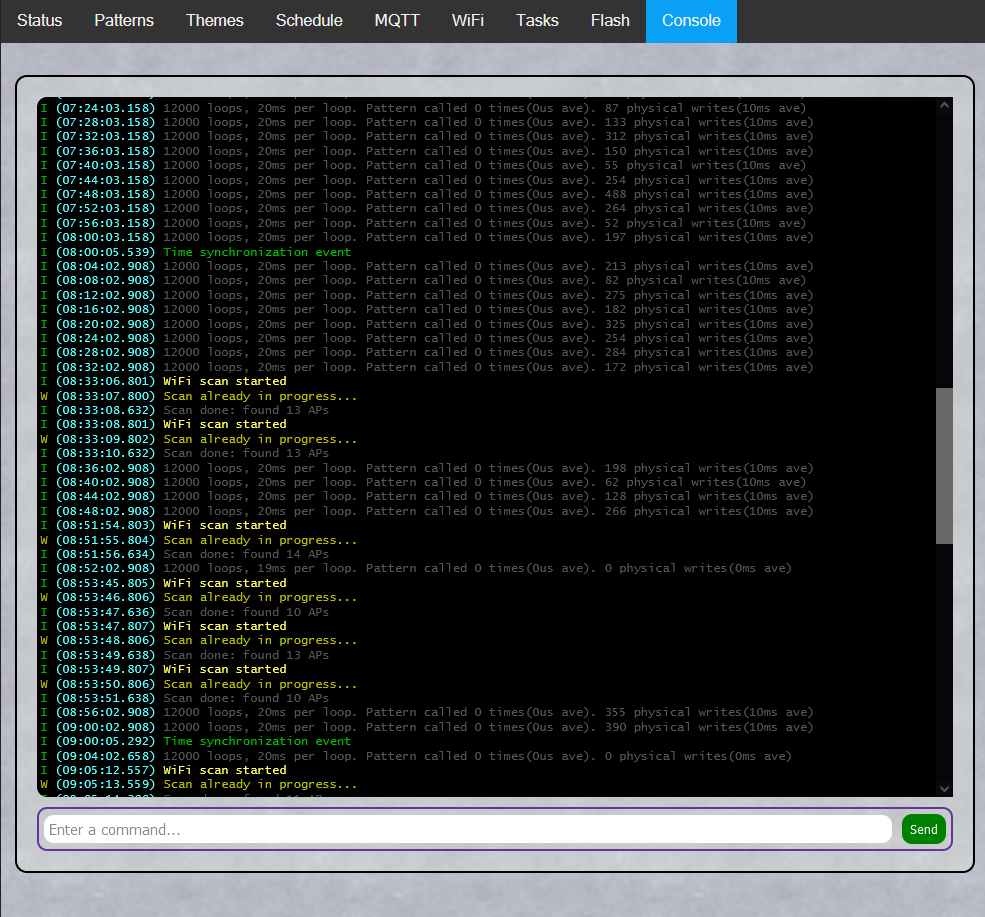 Status Patterns Themes Schedule MQTT WiFi Tasks Flash Console
I (07:24:03.158) 12000 loops, 20ms per loop. Pattern called 0 times(0us ave). 87 physical writes(10ms ave)
I (07:28:03.158) 12000 loops, 20ms per loop. Pattern called 0 times(0us ave). 133 physical writes(10ms ave)
I (07:32:03.158) 12000 loops, 20ms per loop. Pattern called 0 times(0us ave). 312 physical writes(10ms ave)
I (07:36:03.158) 12000 loops, 20ms per loop. Pattern called 0 times(0us ave). 150 physical writes(10ms ave)
I (07:40:03.158) 12000 loops, 20ms per loop. Pattern called 0 times(0us ave). 55 physical writes(10ms ave)
I (07:44:03.158) 12000 loops, 20ms per loop. Pattern called 0 times(0us ave). 254 physical writes(10ms ave)
I (07:48:03.158) 12000 loops, 20ms per loop. Pattern called 0 times(0us ave). 488 physical writes(10ms ave)
I (07:52:03.158) 12000 loops, 20ms per loop. Pattern called 0 times(0us ave). 264 physical writes(10ms ave)
I (07:56:03.158) 12000 loops, 20ms per loop. Pattern called 0 times(0us ave). 52 physical writes(10ms ave)
I (08:00:03.158) 12000 loops, 20ms per loop. Pattern called 0 times(0us ave). 197 physical writes(10ms ave)
I (08:00:05.539) Time synchronization event
I (08:04:02.908) 12000 loops, 20ms per loop. Pattern called 0 times(0us ave). 213 physical writes(10ms ave)
I (08:08:02.908) 12000 loops, 20ms per loop. Pattern called 0 times(0us ave). 82 physical writes(10ms ave)
I (08:12:02.908) 12000 loops, 20ms per loop. Pattern called 0 times(0us ave). 275 physical writes(10ms ave)
I (08:16:02.908) 12000 loops, 20ms per loop. Pattern called 0 times(0us ave). 182 physical writes(10ms ave)
I (08:20:02.908) 12000 loops, 20ms per loop. Pattern called 0 times(0us ave). 325 physical writes(10ms ave)
I (08:24:02.908) 12000 loops, 20ms per loop. Pattern called 0 times(0us ave). 254 physical writes(10ms ave)
I (08:28:02.908) 12000 loops, 20ms per loop. Pattern called 0 times(0us ave). 284 physical writes(10ms ave)
I (08:32:02.908) 12000 loops, 20ms per loop. Pattern called 0 times(0us ave). 172 physical writes(10ms ave)
I (08:33:06.801) WiFi scan started
W (08:33:07.800) Scan already in progress...
I (08:33:08.632) Scan done: found 13 APs
I (08:33:08.801) WiFi scan started
W (08:33:09.802) Scan already in progress...
I (08:33:10.632) Scan done: found 13 APs
I (08:36:02.908) 12000 loops, 20ms per loop. Pattern called 0 times(0us ave). 198 physical writes(10ms ave)
I (08:40:02.908) 12000 loops, 20ms per loop. Pattern called 0 times(0us ave). 62 physical writes(10ms ave)
I (08:44:02.908) 12000 loops, 20ms per loop. Pattern called 0 times(0us ave). 128 physical writes(10ms ave)
I (08:48:02.908) 12000 loops, 20ms per loop. Pattern called 0 times(0us ave). 266 physical writes(10ms ave)
I (08:51:54.803) WiFi scan started
W (08:51:55.804) Scan already in progress...
I (08:51:56.634) Scan done: found 14 APs
I (08:52:02.908) 12000 loops, 19ms per loop. Pattern called 0 times(0us ave). 0 physical writes(0ms ave)
I (08:53:45.805) WiFi scan started
W (08:53:46.806) Scan already in progress...
I (08:53:47.636) Scan done: found 10 APs
I (08:53:47.807) WiFi scan started
W (08:53:48.806) Scan already in progress...
I (08:53:49.638) Scan done: found 13 APs
I (08:53:49.807) WiFi scan started
W (08:53:50.806) Scan already in progress...
I (08:53:51.638) Scan done: found 10 APs
I (08:56:02.908) 12000 loops, 20ms per loop. Pattern called 0 times(0us ave). 355 physical writes(10ms ave)
I (09:00:02.908) 12000 loops, 20ms per loop. Pattern called 0 times(0us ave). 390 physical writes(10ms ave)
I (09:00:05.292) Time synchronization event
I (09:04:02.658) 12000 loops, 20ms per loop. Pattern called 0 times(0us ave). 0 physical writes(0ms ave)
I (09:05:12.557) WiFi scan started
W (09:05:13.559) Scan already in progress...
Enter a command... Send